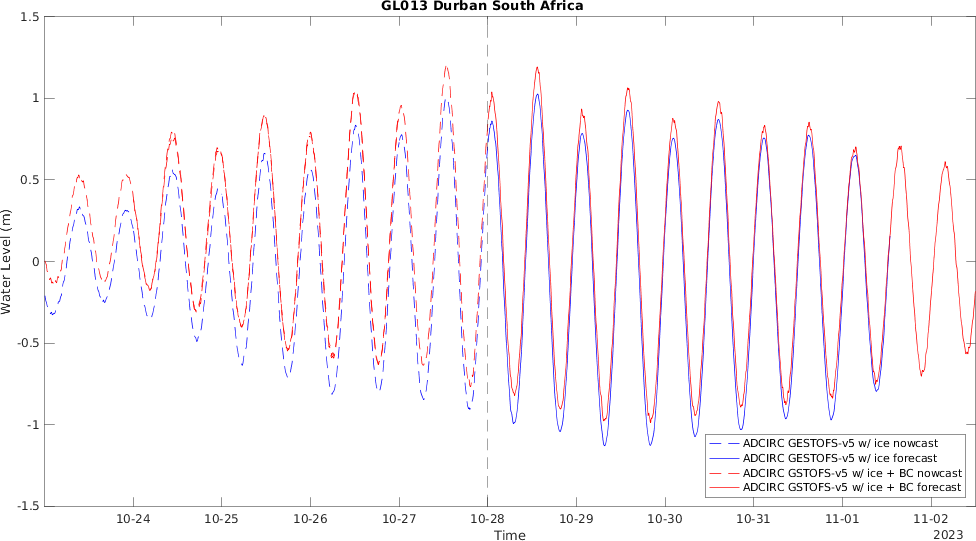 GL013 Durban South Africa
1.5
1
0.5
0
-0.5
-1
-1.5
Water Level (m)
10-24 10-25 10-26 10-27 10-28 10-29 10-30 10-31 11-01 11-02
Time
2023
ADCIRC GESTOFS-v5 w/ ice nowcast
ADCIRC GESTOFS-v5 w/ ice forecast
ADCIRC GSTOFS-v5 w/ ice + BC nowcast
ADCIRC GSTOFS-v5 w/ ice + BC forecast